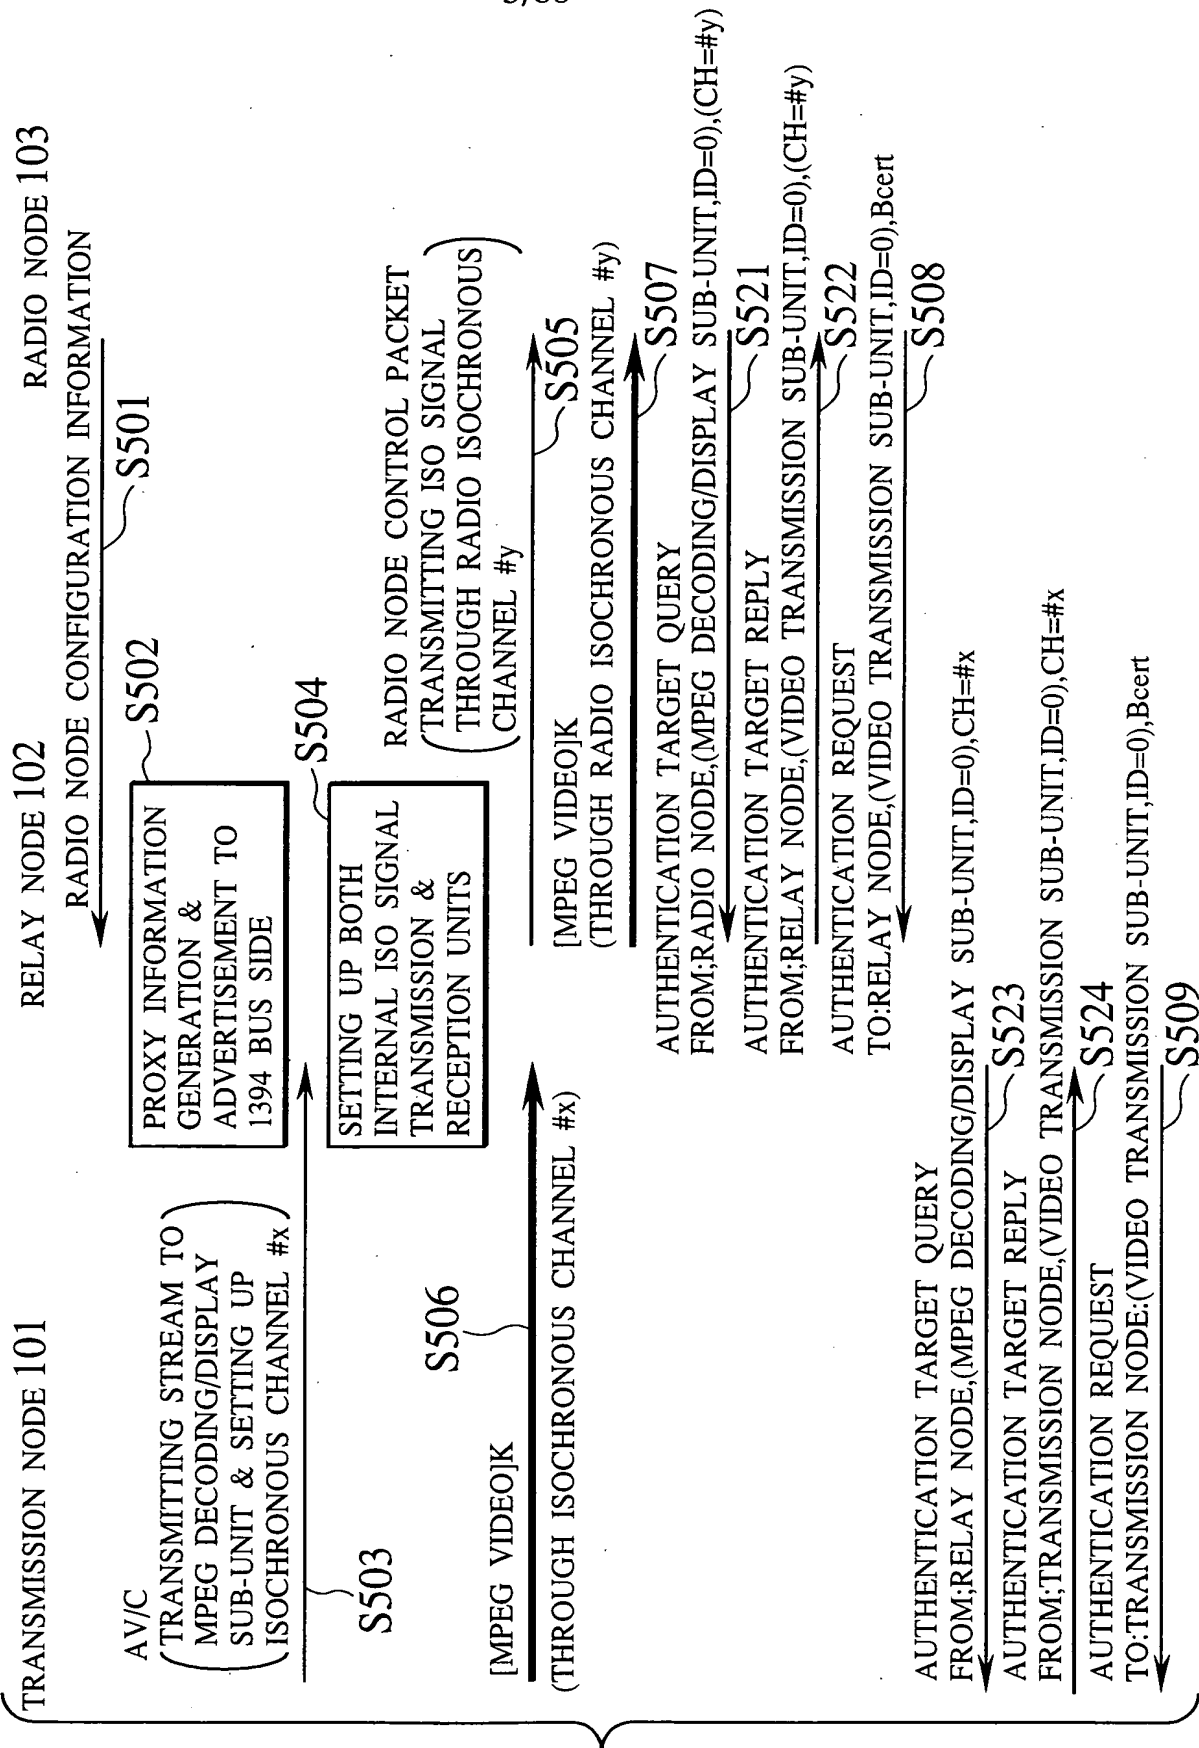 TRANSMISSION NODE 101
RELAY NODE 102
RADIO NODE 103
RADIO NODE CONFIGURATION INFORMATION
S501
PROXY INFORMATION
GENERATION &
ADVERTISEMENT TO
1394 BUS SIDE
S502
AV/C
TRANSMITTING STREAM TO
MPEG DECODING/DISPLAY
SUB-UNIT & SETTING UP
ISOCHRONOUS CHANNEL #x
S503
SETTING UP BOTH
INTERNAL ISO SIGNAL
TRANSMISSION &
RECEPTION UNITS
S504
RADIO NODE CONTROL PACKET
TRANSMITTING ISO SIGNAL
THROUGH RADIO ISOCHRONOUS
CHANNEL #y
S505
S506
[MPEG VIDEO]K
(THROUGH ISOCHRONOUS CHANNEL #x)
[MPEG VIDEO]K
(THROUGH RADIO ISOCHRONOUS CHANNEL #y)
S507
AUTHENTICATION TARGET QUERY
FROM;RADIO NODE,(MPEG DECODING/DISPLAY SUB-UNIT,ID=0),(CH=#y)
S521
AUTHENTICATION TARGET REPLY
FROM;RELAY NODE,(VIDEO TRANSMISSION SUB-UNIT,ID=0),(CH=#y)
S522
AUTHENTICATION REQUEST
TO:RELAY NODE,(VIDEO TRANSMISSION SUB-UNIT,ID=0),Bcert
S508
AUTHENTICATION TARGET QUERY
FROM;RELAY NODE,(MPEG DECODING/DISPLAY SUB-UNIT,ID=0),CH=#x
S523
AUTHENTICATION TARGET REPLY
FROM;TRANSMISSION NODE,(VIDEO TRANSMISSION SUB-UNIT,ID=0),CH=#x
S524
AUTHENTICATION REQUEST
TO:TRANSMISSION NODE:(VIDEO TRANSMISSION SUB-UNIT,ID=0),Bcert
S509